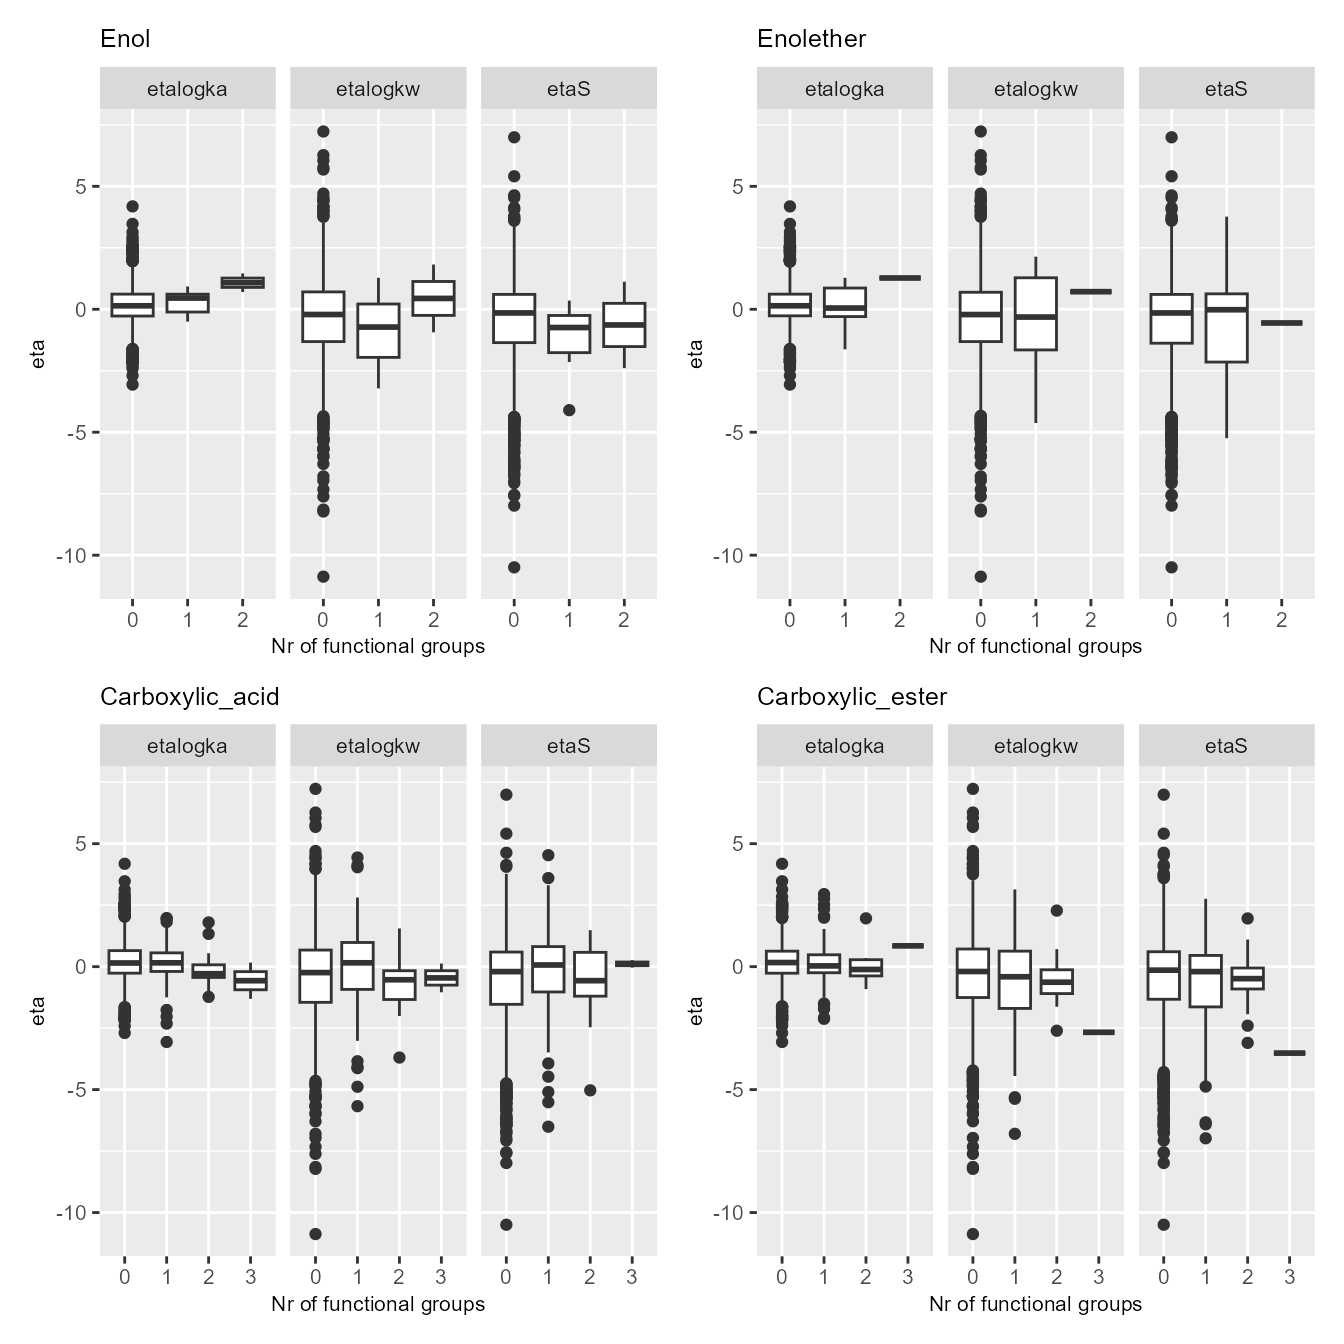 Enol
etalogka etalogkw etaS
5
0
-5
-10
eta
0 1 2 0 1 2 0 1 2
Nr of functional groups
Enolether
etalogka etalogkw etaS
5
0
-5
-10
eta
0 1 2 0 1 2 0 1 2
Nr of functional groups
Carboxylic_acid
etalogka etalogkw etaS
5
0
-5
-10
eta
0 1 2 3 0 1 2 3 0 1 2 3
Nr of functional groups
Carboxylic_ester
etalogka etalogkw etaS
5
0
-5
-10
eta
0 1 2 3 0 1 2 3 0 1 2 3
Nr of functional groups